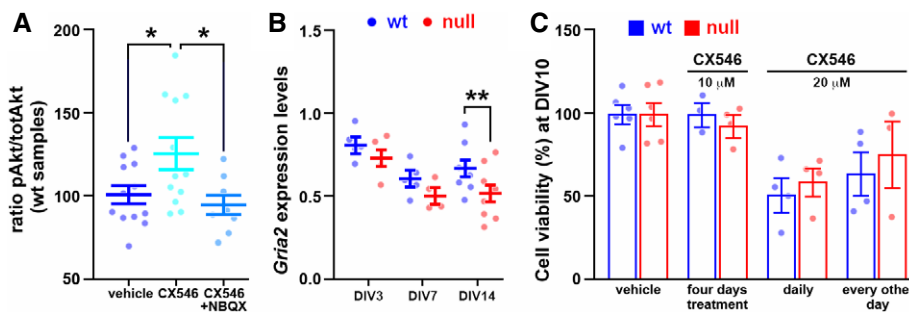 A
ratio pAkt/totAkt
(wt samples)
200
150
100
50
*
*
vehicle
CX546
CX546
+NBQX
B
wt
null
Gria2 expression levels
1.5
1.0
0.5
0.0
**
DIV3
DIV7
DIV14
C
wt
null
Cell viability (%) at DIV10
150
100
50
0
CX546
10 µM
CX546
20 µM
vehicle
four days
treatment
daily
every othe
day